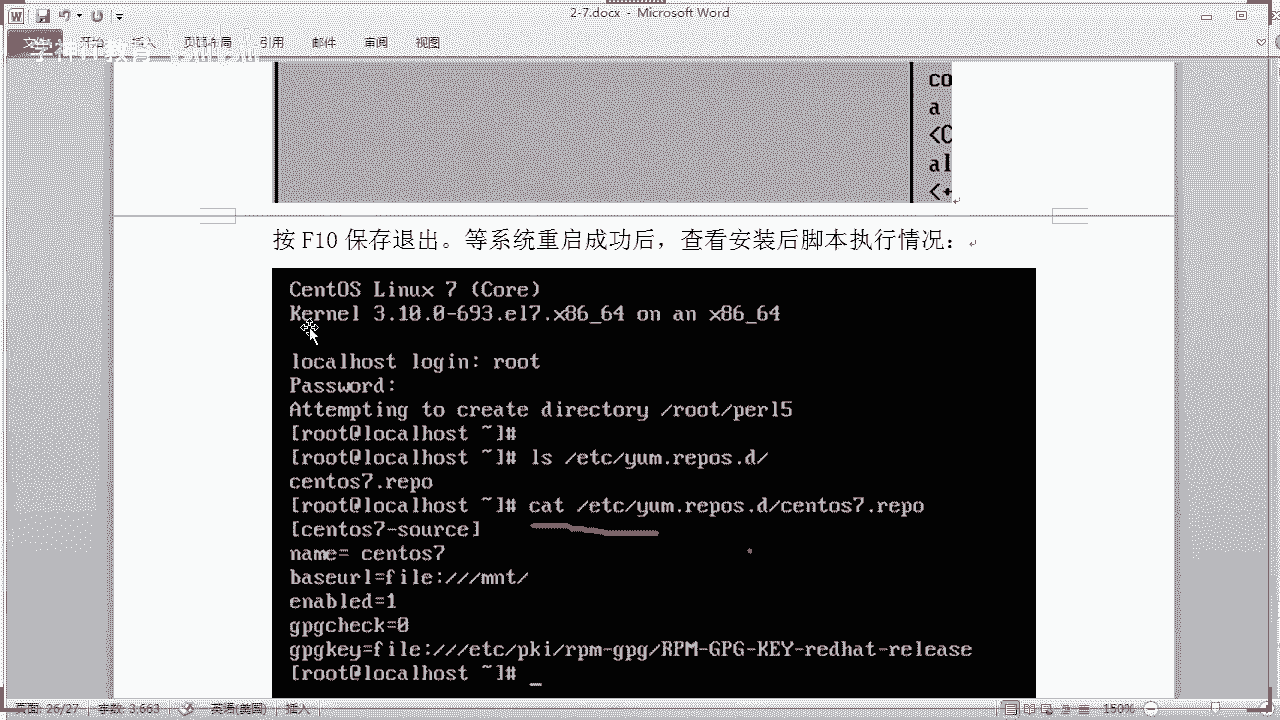 2-7.docx - Microsoft Word
文件 开始 插入 页面布局 引用 邮件 审阅 视图
co
a
<C
al
<
按 F10 保存退出。等系统重启成功后，查看安装后脚本执行情况：
CentOS Linux 7 (Core)
Kernel 3.10.0-693.el7.x86_64 on an x86_64
localhost login: root
Password:
Attempting to create directory /root/perl5
[root@localhost ~]#
[root@localhost ~]# ls /etc/yum.repos.d/
centos7.repo
[root@localhost ~]# cat /etc/yum.repos.d/centos7.repo
[centos7-source]
name= centos7
baseurl=file:///mnt/
enabled=1
gpgcheck=0
gpgkey=file:///etc/pki/rpm-gpg/RPM-GPG-KEY-redhat-release
[root@localhost ~]# _
页面: 26/27 字数: 3,663 英语(美国) 插入 150%